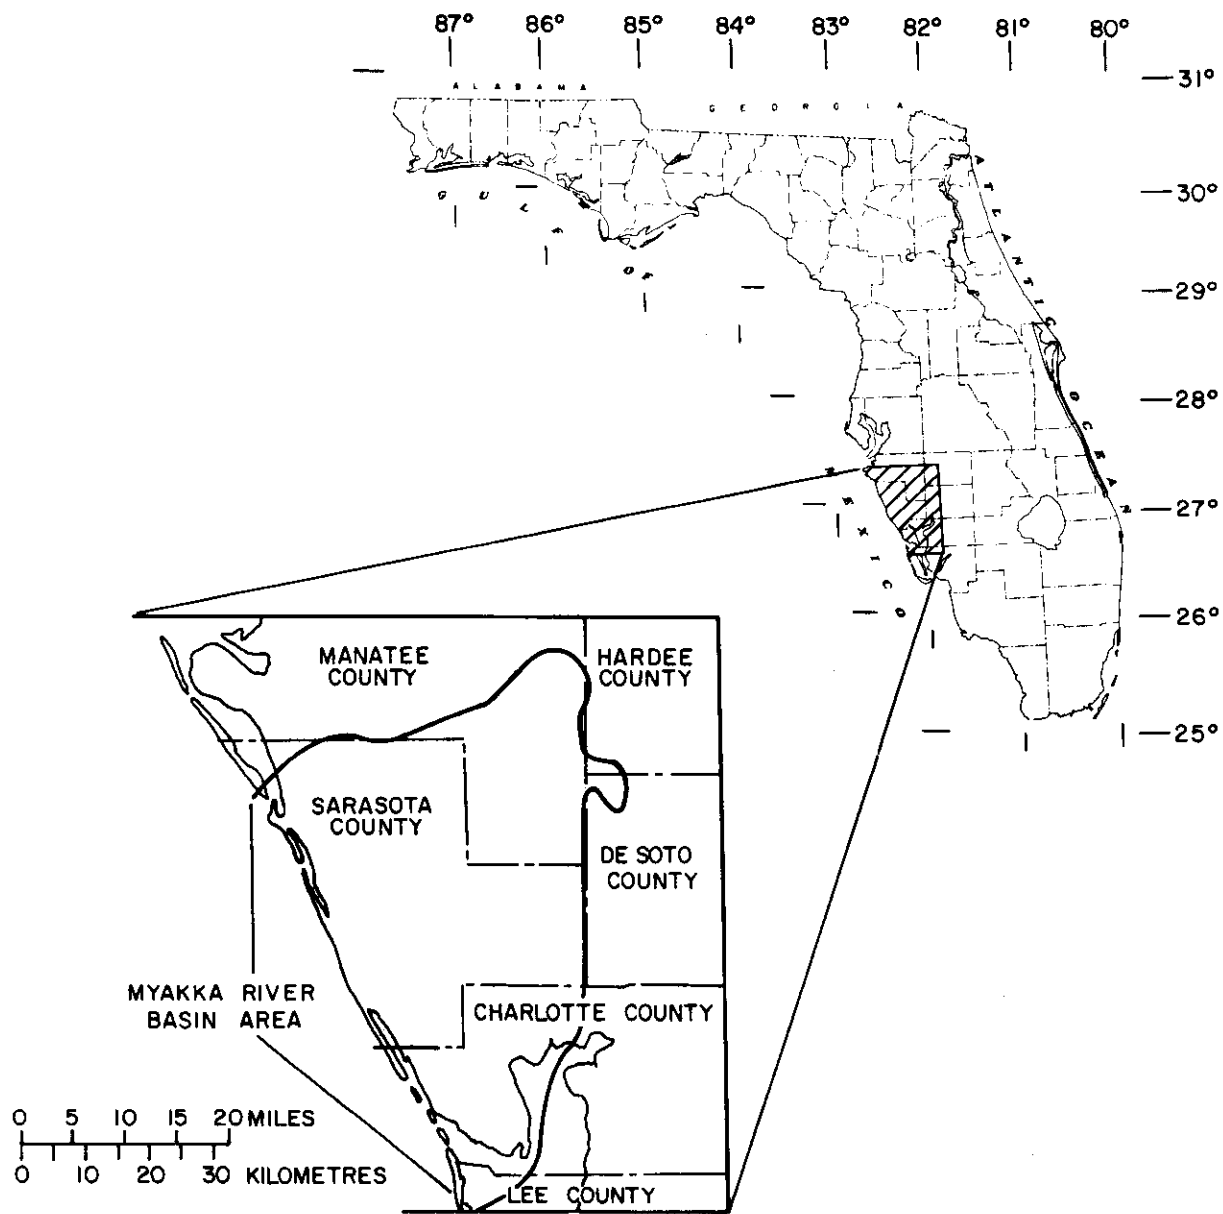 87° 86° 85° 84° 83° 82° 81° 80°
31°
ALABAMA
GEORGIA
30°
ATLANTIC OCEAN
GULF OF MEXICO
29°
28°
27°
26°
25°
MANATEE
COUNTY
HARDEE
COUNTY
SARASOTA
COUNTY
DE SOTO
COUNTY
MYAKKA RIVER
BASIN AREA
CHARLOTTE COUNTY
0 5 10 15 20 MILES
0 10 20 30 KILOMETRES
LEE COUNTY